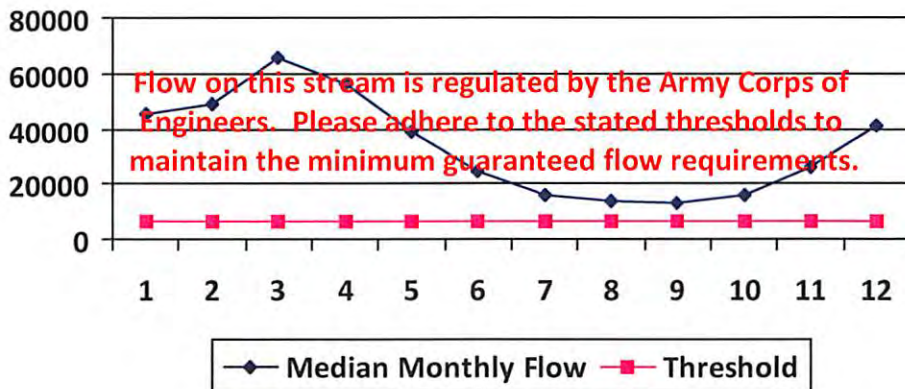 80000
60000
40000
20000
0
Flow on this stream is regulated by the Army Corps of
Engineers. Please adhere to the stated thresholds to
maintain the minimum guaranteed flow requirements.
1 2 3 4 5 6 7 8 9 10 11 12
Median Monthly Flow Threshold